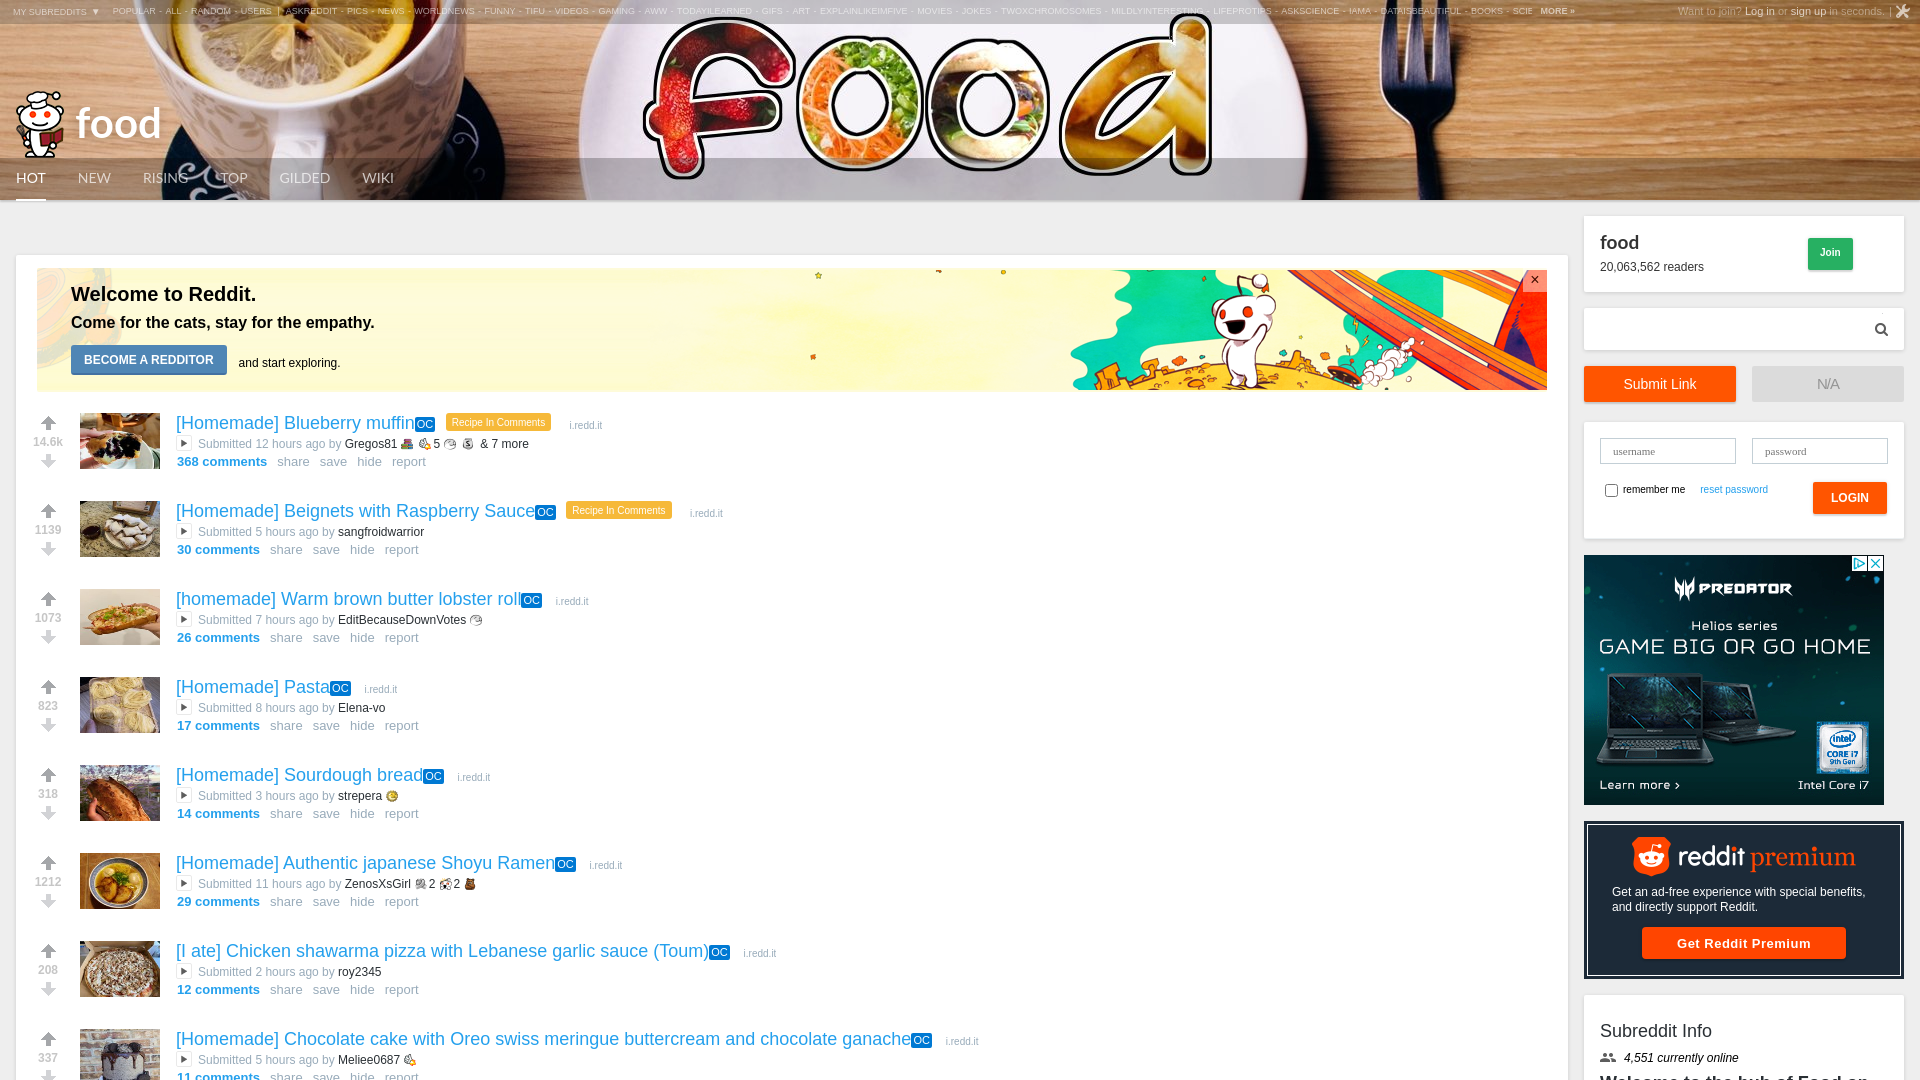 MY SUBREDDITS ▼ POPULAR - ALL - RANDOM - USERS | ASKREDDIT - PICS - NEWS - WORLDNEWS - FUNNY - TIFU - VIDEOS - GAMING - AWW - TODAYILEARNED - GIFS - ART - EXPLAINLIKEIMFIVE - MOVIES - JOKES - TWOXCHROMOSOMES - MILDLYINTERESTING - LIFEPROTIPS - ASKSCIENCE - IAMA - DATAISBEAUTIFUL - BOOKS - SCIE MORE » Want to join? Log in or sign up in seconds. |
food
food
HOT NEW RISING TOP GILDED WIKI
food
Join
20,063,562 readers
Submit Link N/A
username password
remember me reset password LOGIN
PREDATOR
Helios series
GAME BIG OR GO HOME
intel
CORE i7
9th Gen
Learn more > Intel Core i7
reddit premium
Get an ad-free experience with special benefits,
and directly support Reddit.
Get Reddit Premium
Subreddit Info
4,551 currently online
Welcome to the hub of Food on
Welcome to Reddit.
Come for the cats, stay for the empathy.
BECOME A REDDITOR and start exploring.
×
[Homemade] Blueberry muffin OC Recipe In Comments i.redd.it
14.6k
Submitted 12 hours ago by Gregos81 5 & 7 more
368 comments share save hide report
[Homemade] Beignets with Raspberry Sauce OC Recipe In Comments i.redd.it
1139
Submitted 5 hours ago by sangfroidwarrior
30 comments share save hide report
[homemade] Warm brown butter lobster roll OC i.redd.it
1073
Submitted 7 hours ago by EditBecauseDownVotes
26 comments share save hide report
[Homemade] Pasta OC i.redd.it
823
Submitted 8 hours ago by Elena-vo
17 comments share save hide report
[Homemade] Sourdough bread OC i.redd.it
318
Submitted 3 hours ago by strepera
14 comments share save hide report
[Homemade] Authentic japanese Shoyu Ramen OC i.redd.it
1212
Submitted 11 hours ago by ZenosXsGirl 2 2
29 comments share save hide report
[I ate] Chicken shawarma pizza with Lebanese garlic sauce (Toum) OC i.redd.it
208
Submitted 2 hours ago by roy2345
12 comments share save hide report
[Homemade] Chocolate cake with Oreo swiss meringue buttercream and chocolate ganache OC i.redd.it
337
Submitted 5 hours ago by Meliee0687
11 comments share save hide report